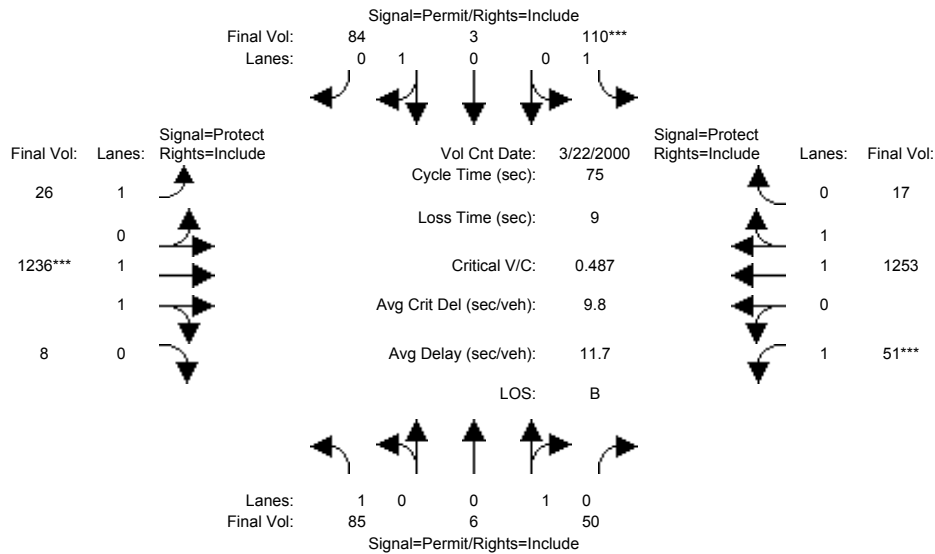 Signal=Permit/Rights=Include
Final Vol: 84 3 110***
Lanes: 0 1 0 0 1
Signal=Protect Signal=Protect
Final Vol: Lanes: Rights=Include Vol Cnt Date: 3/22/2000 Rights=Include Lanes: Final Vol:
Cycle Time (sec): 75
26 1 0 17
Loss Time (sec): 9
0 1
1236*** 1 Critical V/C: 0.487 1 1253
1 Avg Crit Del (sec/veh): 9.8 0
8 0 Avg Delay (sec/veh): 11.7 1 51***
LOS: B
Lanes: 1 0 0 1 0
Final Vol: 85 6 50
Signal=Permit/Rights=Include